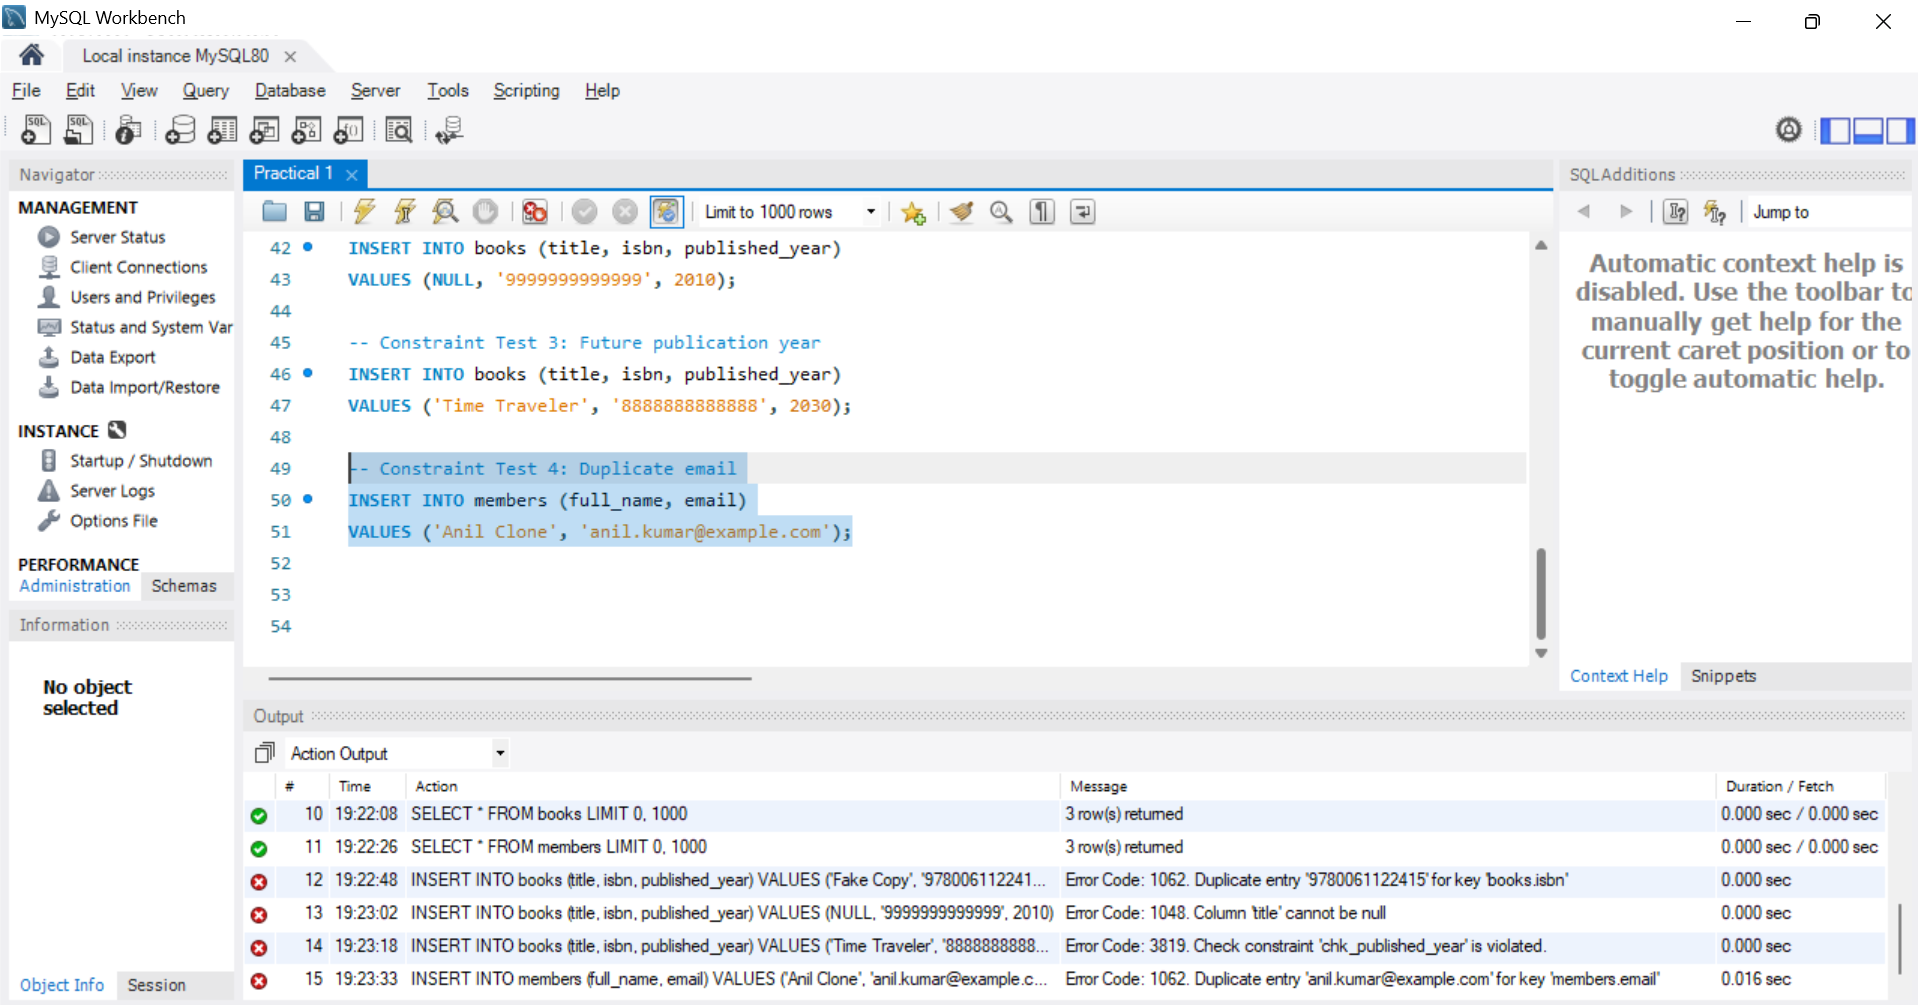 MySQL Workbench
Local instance MySQL80
File Edit View Query Database Server Tools Scripting Help
Navigator
MANAGEMENT
Server Status
Client Connections
Users and Privileges
Status and System Var
Data Export
Data Import/Restore
INSTANCE
Startup / Shutdown
Server Logs
Options File
PERFORMANCE
Administration Schemas
Information
No object
selected
Object Info Session
Practical 1
Limit to 1000 rows
42 INSERT INTO books (title, isbn, published_year)
43 VALUES (NULL, '9999999999999', 2010);
44
45 -- Constraint Test 3: Future publication year
46 INSERT INTO books (title, isbn, published_year)
47 VALUES ('Time Traveler', '8888888888888', 2030);
48
49 -- Constraint Test 4: Duplicate email
50 INSERT INTO members (full_name, email)
51 VALUES ('Anil Clone', 'anil.kumar@example.com');
52
53
54
SQLAdditions
Jump to
Automatic context help is
disabled. Use the toolbar to
manually get help for the
current caret position or to
toggle automatic help.
Context Help Snippets
Output
Action Output
# Time Action Message Duration / Fetch
10 19:22:08 SELECT * FROM books LIMIT 0, 1000 3 row(s) returned 0.000 sec / 0.000 sec
11 19:22:26 SELECT * FROM members LIMIT 0, 1000 3 row(s) returned 0.000 sec / 0.000 sec
12 19:22:48 INSERT INTO books (title, isbn, published_year) VALUES ('Fake Copy', '978006112241... Error Code: 1062. Duplicate entry '9780061122415' for key 'books.isbn' 0.000 sec
13 19:23:02 INSERT INTO books (title, isbn, published_year) VALUES (NULL, '9999999999999', 2010) Error Code: 1048. Column 'title' cannot be null 0.000 sec
14 19:23:18 INSERT INTO books (title, isbn, published_year) VALUES ('Time Traveler', '8888888888... Error Code: 3819. Check constraint 'chk_published_year' is violated. 0.000 sec
15 19:23:33 INSERT INTO members (full_name, email) VALUES ('Anil Clone', 'anil.kumar@example.c... Error Code: 1062. Duplicate entry 'anil.kumar@example.com' for key 'members.email' 0.016 sec